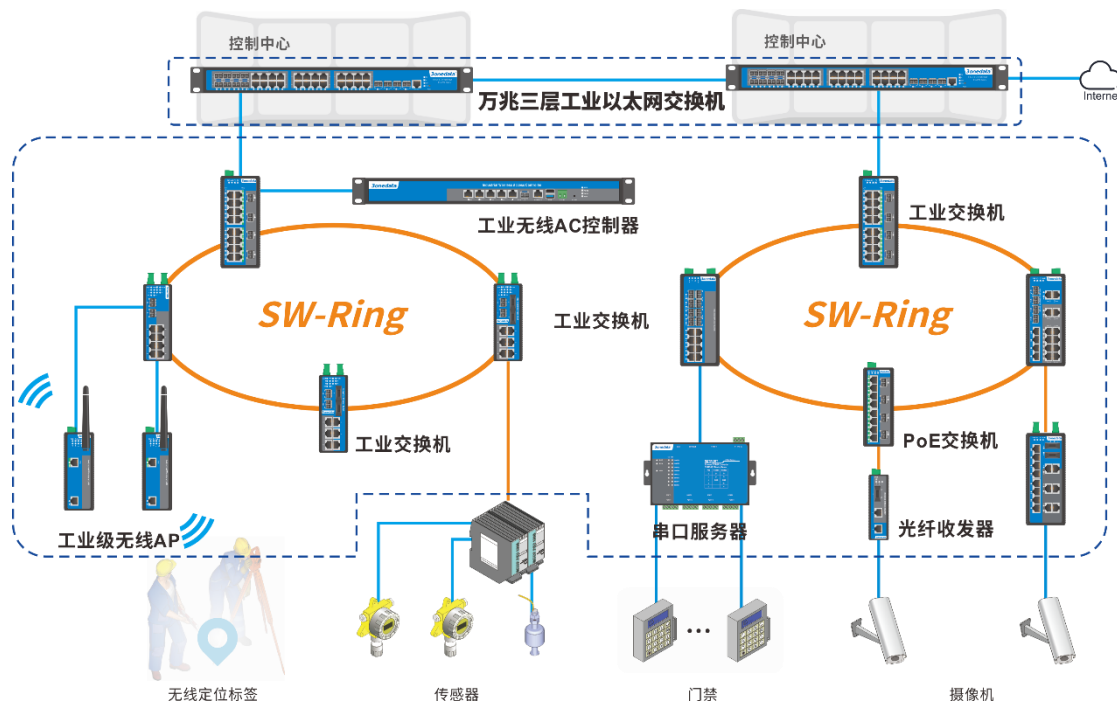 控制中心
控制中心
3onedata
3onedata
万兆三层工业以太网交换机
Internet
3onedata
工业无线AC控制器
工业交换机
SW-Ring
工业交换机
SW-Ring
工业交换机
PoE交换机
工业级无线AP
串口服务器
光纤收发器
无线定位标签
传感器
门禁
摄像机